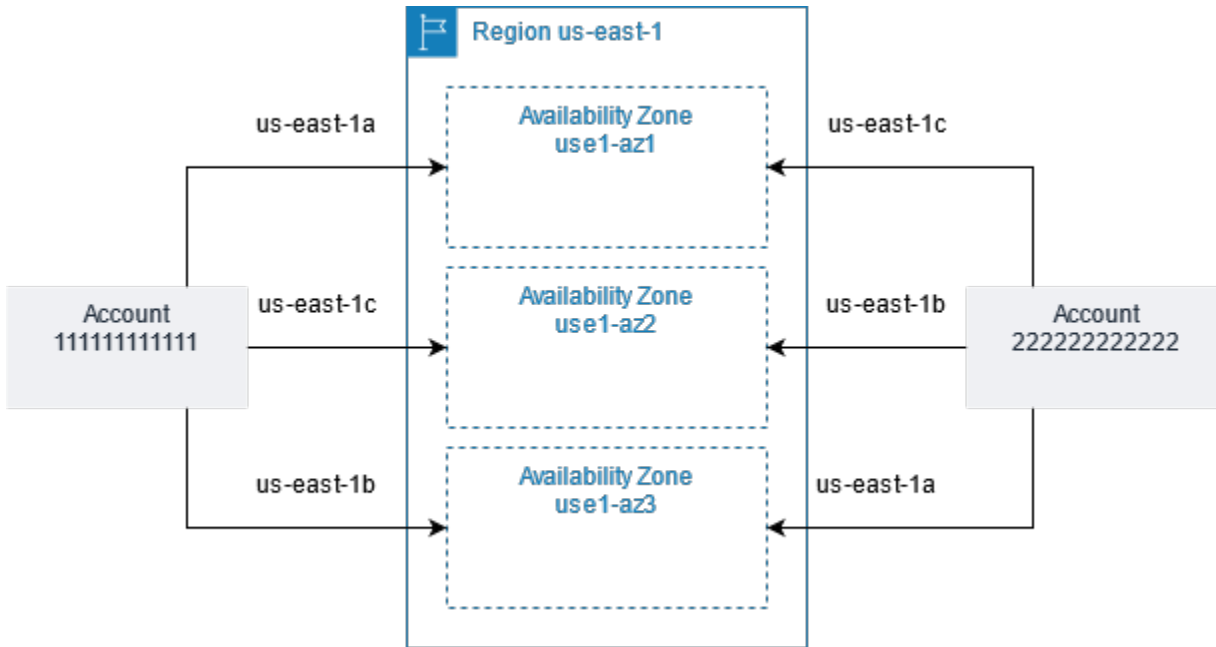 Region us-east-1
us-east-1a
Availability Zone
use1-az1
us-east-1c
Account
111111111111
us-east-1c
Availability Zone
use1-az2
us-east-1b
Account
222222222222
us-east-1b
Availability Zone
use1-az3
us-east-1a